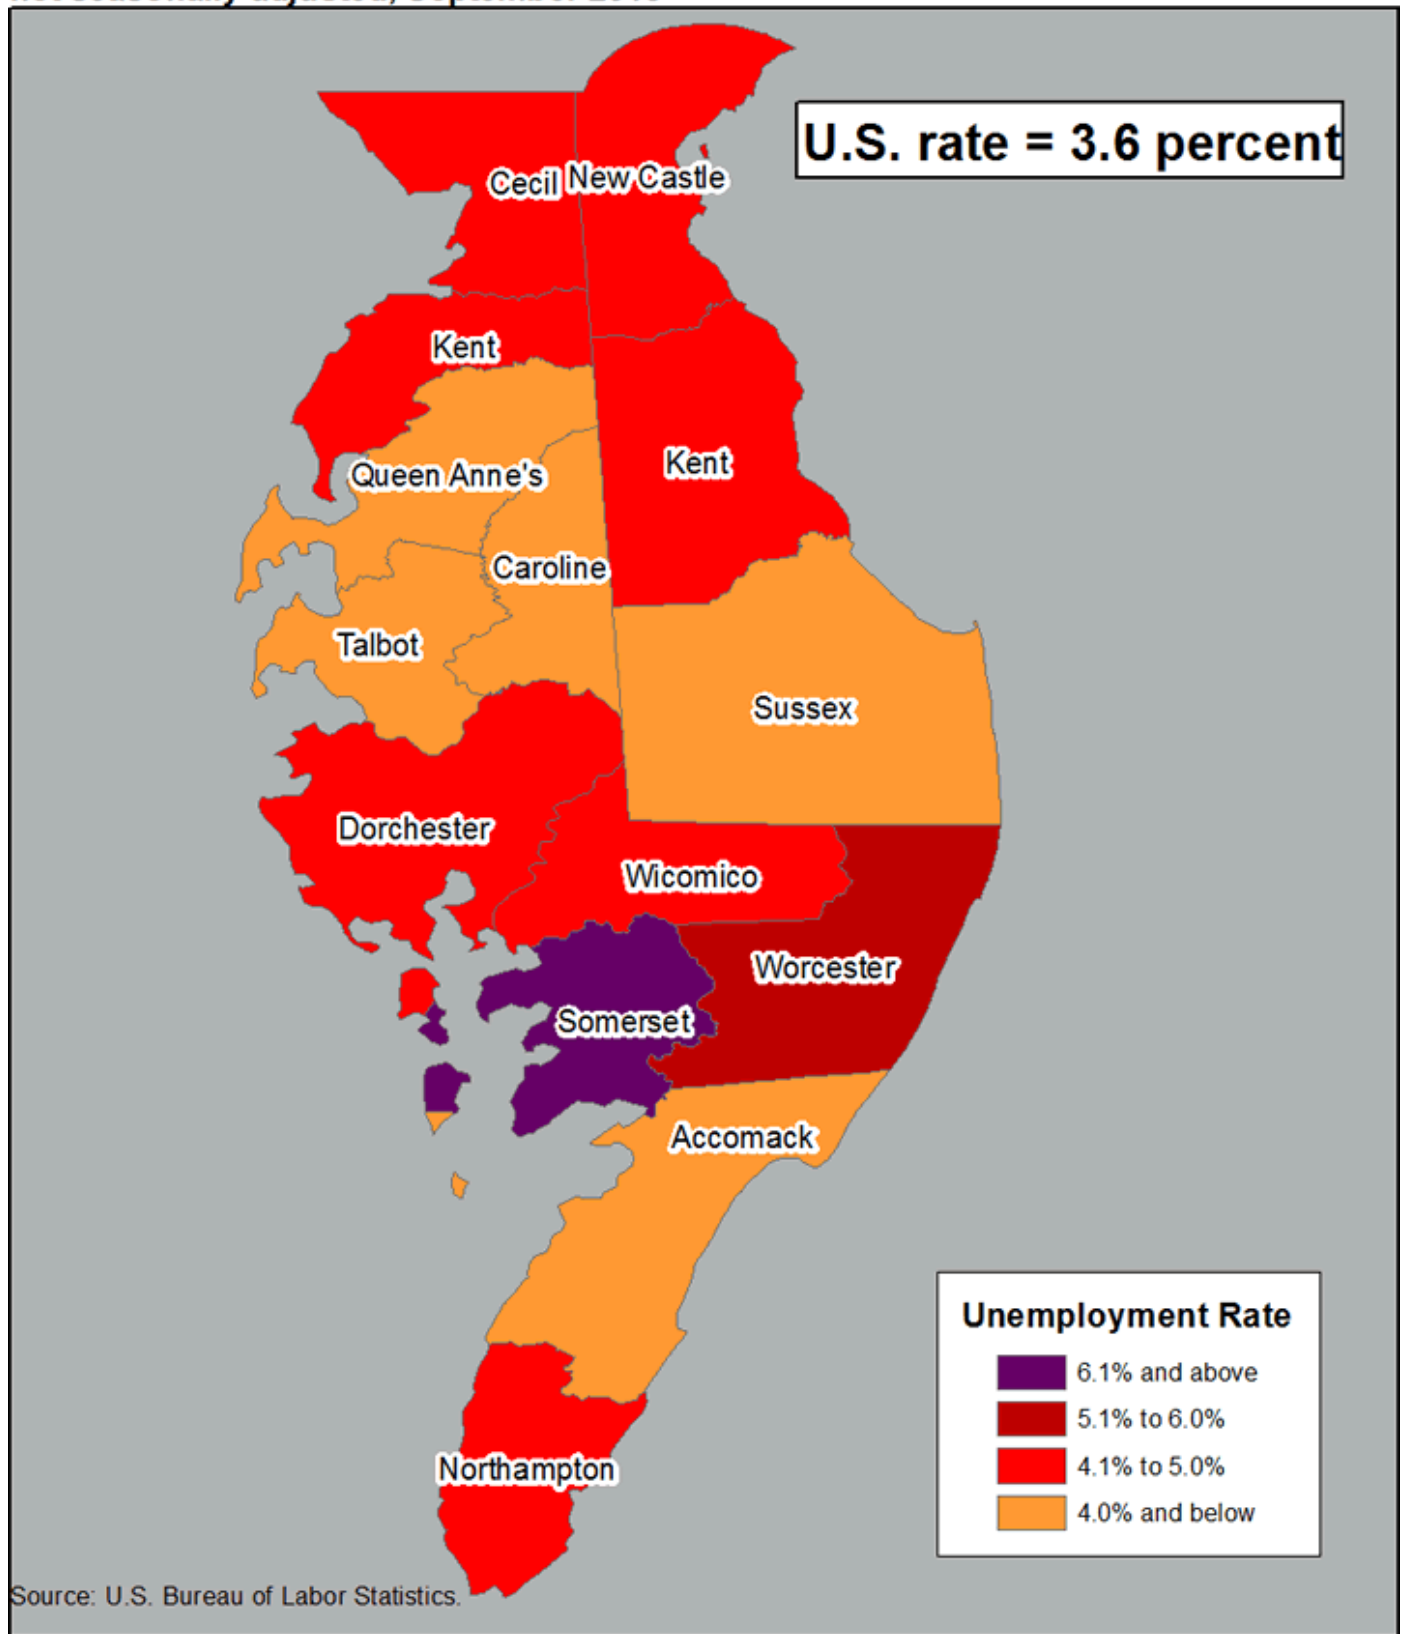 U.S. rate = 3.6 percent
Cecil
New Castle
Kent
Kent
Queen Anne's
Caroline
Talbot
Sussex
Dorchester
Wicomico
Worcester
Somerset
Accomack
Northampton
Unemployment Rate
6.1% and above
5.1% to 6.0%
4.1% to 5.0%
4.0% and below
Source: U.S. Bureau of Labor Statistics.